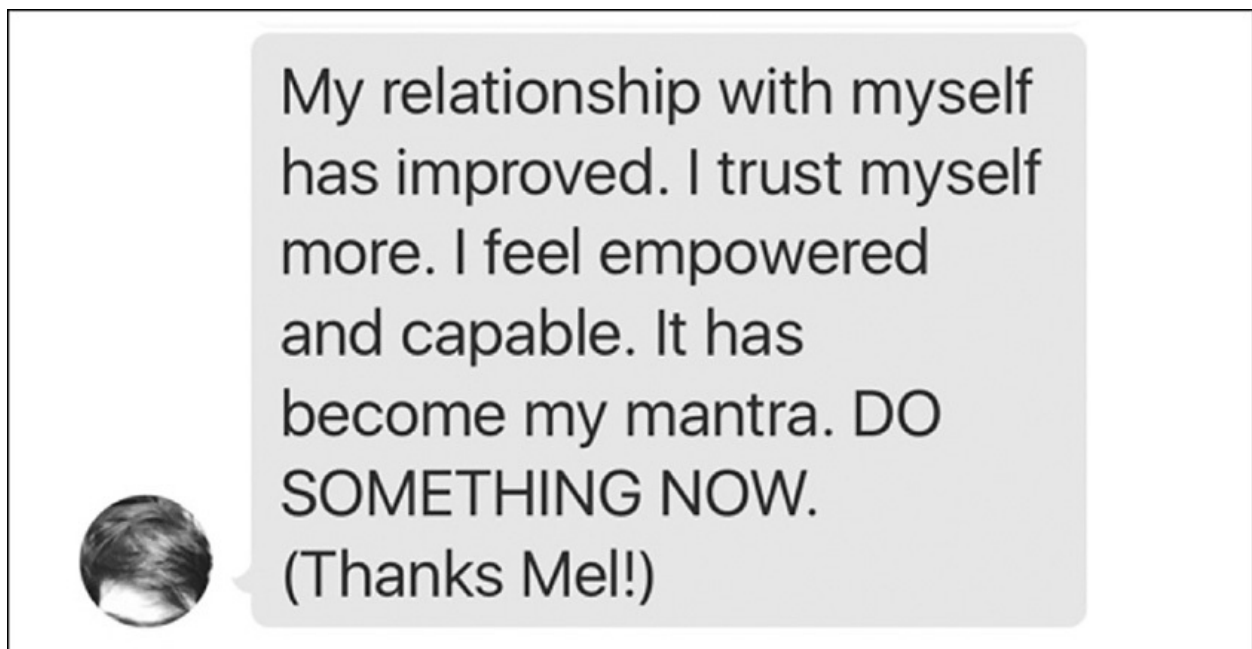 My relationship with myself
has improved. I trust myself
more. I feel empowered
and capable. It has
become my mantra. DO
SOMETHING NOW.
(Thanks Mel!)